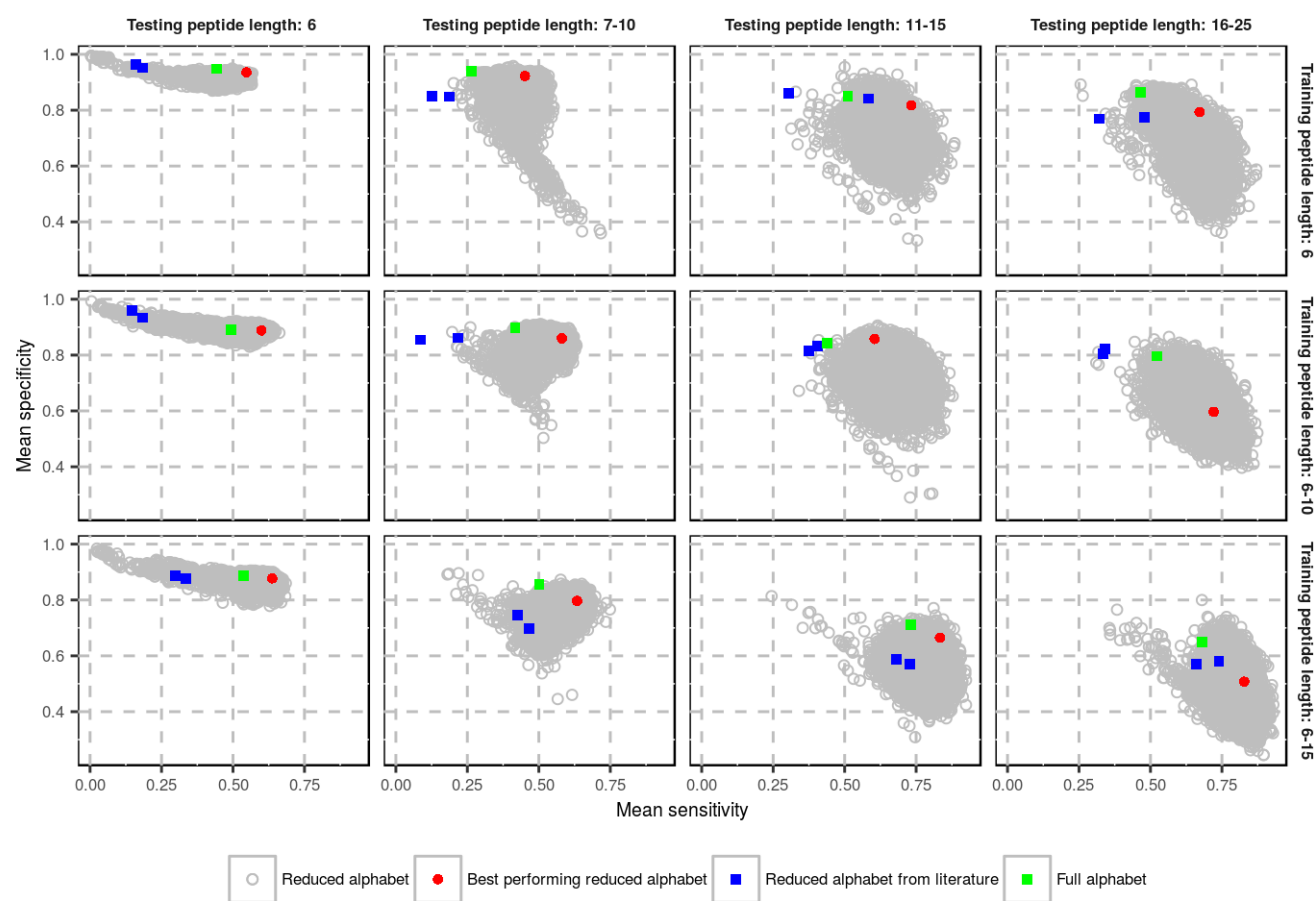 Testing peptide length: 6
Testing peptide length: 7-10
Testing peptide length: 11-15
Testing peptide length: 16-25
1.0
0.8
0.6
0.4
Training peptide length: 6
1.0
0.8
0.6
0.4
Training peptide length: 6-10
1.0
0.8
0.6
0.4
Training peptide length: 6-15
Mean specificity
0.00 0.25 0.50 0.75
0.00 0.25 0.50 0.75
0.00 0.25 0.50 0.75
0.00 0.25 0.50 0.75
Mean sensitivity
Reduced alphabet
Best performing reduced alphabet
Reduced alphabet from literature
Full alphabet